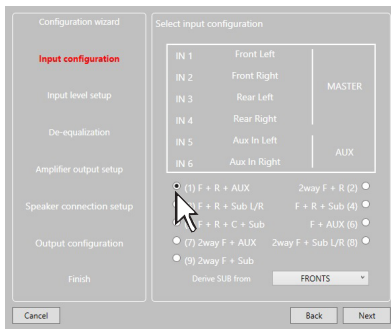 Configuration wizard
Input configuration
Input level setup
De-equalization
Amplifier output setup
Speaker connection setup
Output configuration
Finish
Select input configuration
IN 1 Front Left
IN 2 Front Right
IN 3 Rear Left
IN 4 Rear Right
MASTER
IN 5 Aux In Left
IN 6 Aux In Right
AUX
(1) F + R + AUX 2way F + R (2)
F + R + Sub L/R F + R + Sub (4)
F + R + C + Sub F + AUX (6)
(7) 2way F + AUX 2way F + Sub L/R (8)
(9) 2way F + Sub
Derive SUB from FRONTS
Cancel Back Next